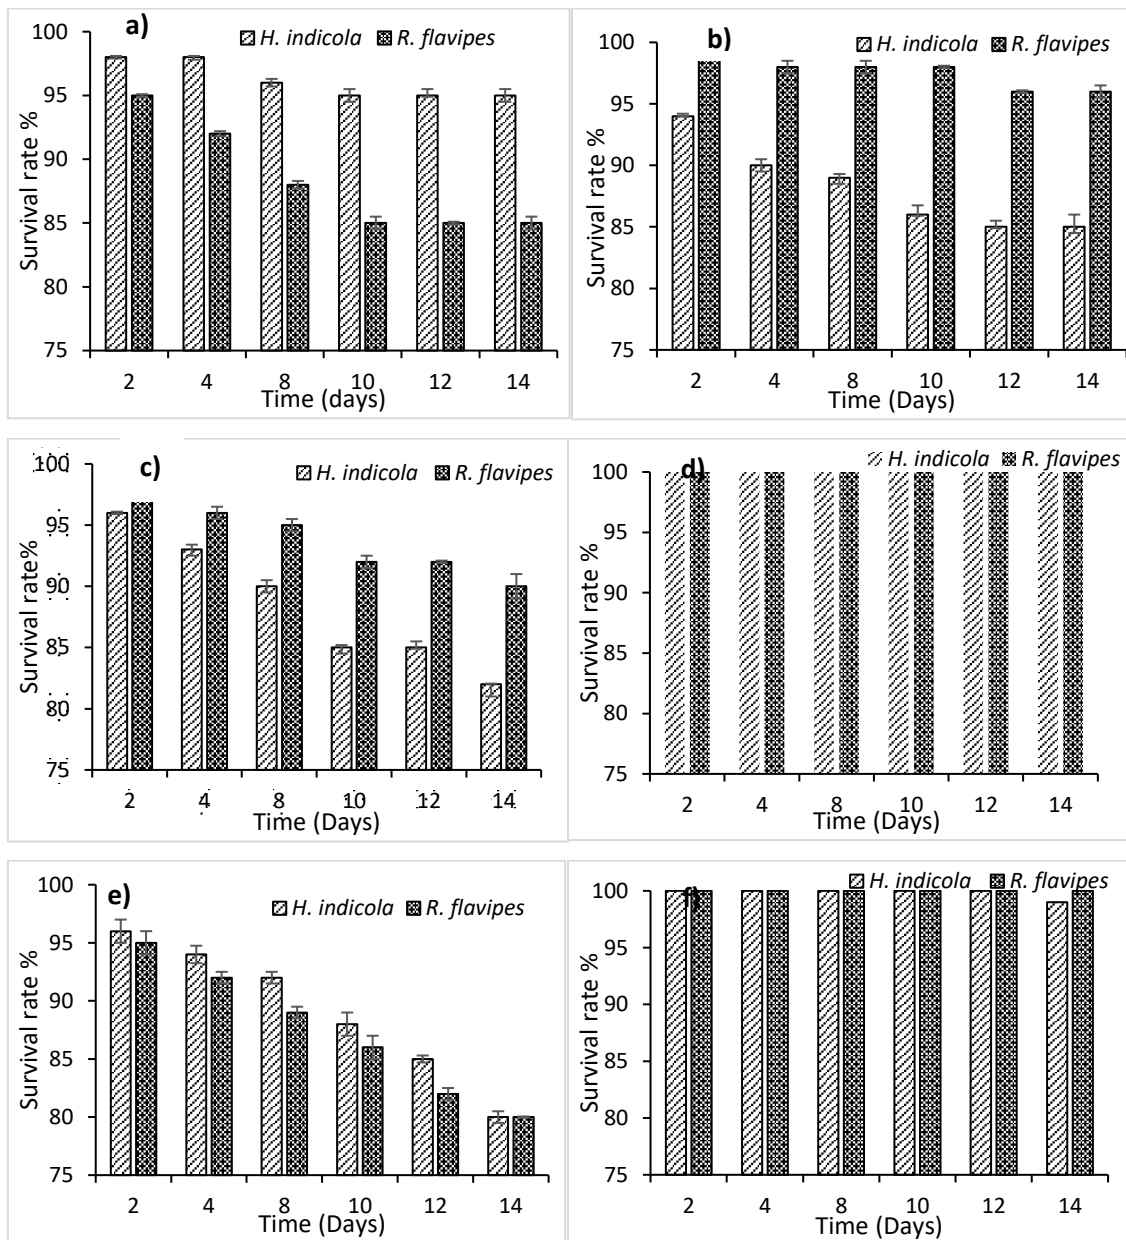 a)
H. indicola R. flavipes
100
95
90
85
80
75
Survival rate %
2 4 8 10 12 14
Time (days)
b)
H. indicola R. flavipes
100
95
90
85
80
75
Survival rate %
2 4 8 10 12 14
Time (Days)
c)
H. indicola R. flavipes
100
95
90
85
80
75
Survival rate%
2 4 8 10 12 14
Time (Days)
d)
H. indicola R. flavipes
100
95
90
85
80
75
Survival rate %
2 4 8 10 12 14
Time (Days)
e)
H. indicola R. flavipes
100
95
90
85
80
75
Survival rate %
2 4 8 10 12 14
Time (Days)
f)
H. indicola R. flavipes
100
95
90
85
80
75
Survival rate %
2 4 8 10 12 14
Time (Days)